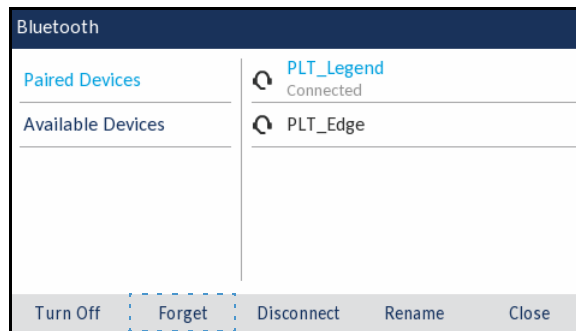 Bluetooth
Paired Devices
Available Devices
PLT_Legend
Connected
PLT_Edge
Turn Off Forget Disconnect Rename Close